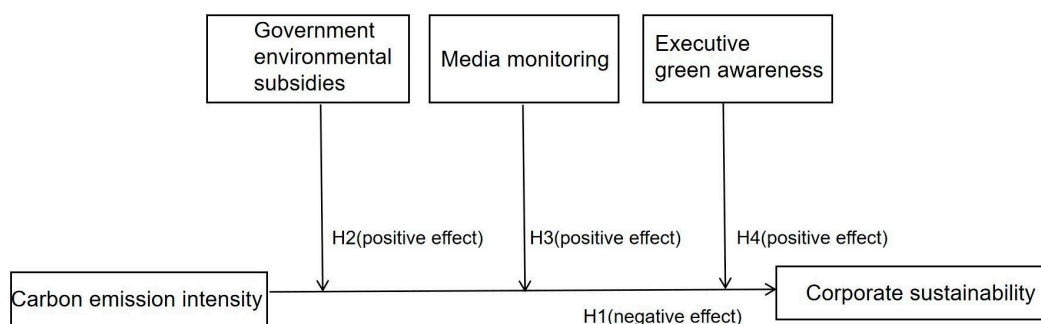 Government
environmental
subsidies
Media monitoring
Executive
green awareness
H2(positive effect)
H3(positive effect)
H4(positive effect)
Carbon emission intensity
Corporate sustainability
H1(negative effect)